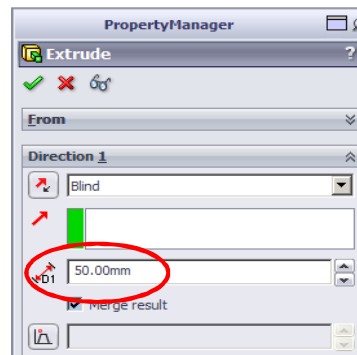 PropertyManager
Extrude ?
From
Direction 1
Blind
D1 50.00mm
Merge result